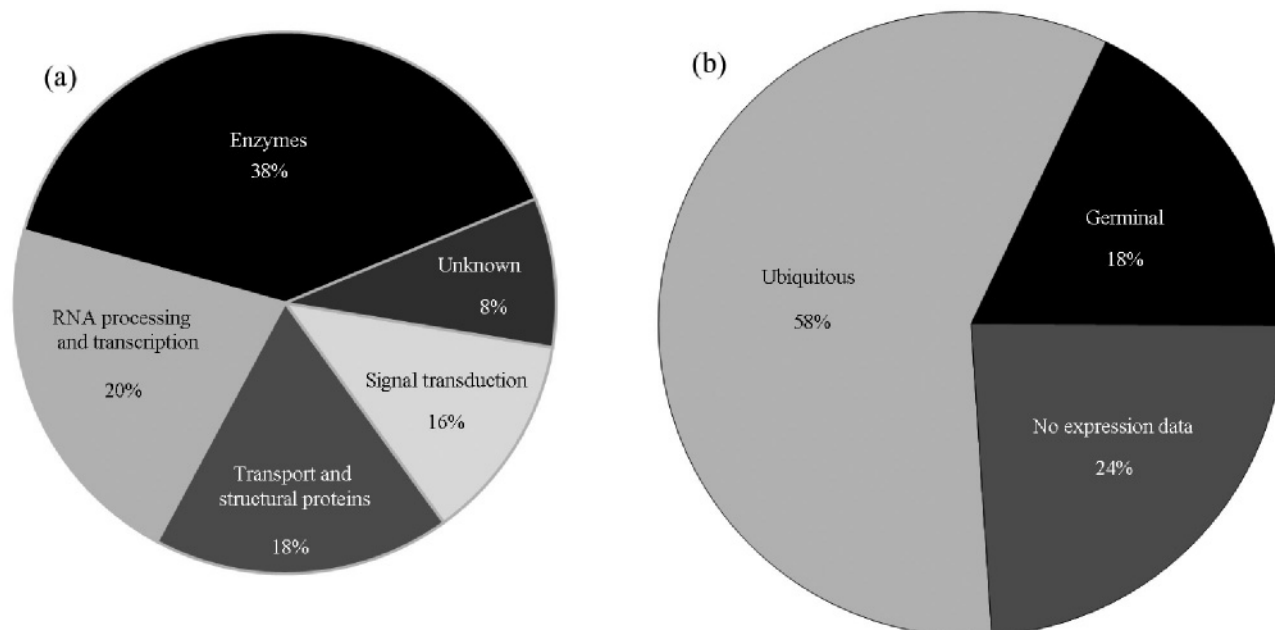 (a)
Enzymes
38%
Unknown
8%
RNA processing
and transcription
20%
Signal transduction
16%
Transport and
structural proteins
18%
(b)
Germinal
18%
Ubiquitous
58%
No expression data
24%